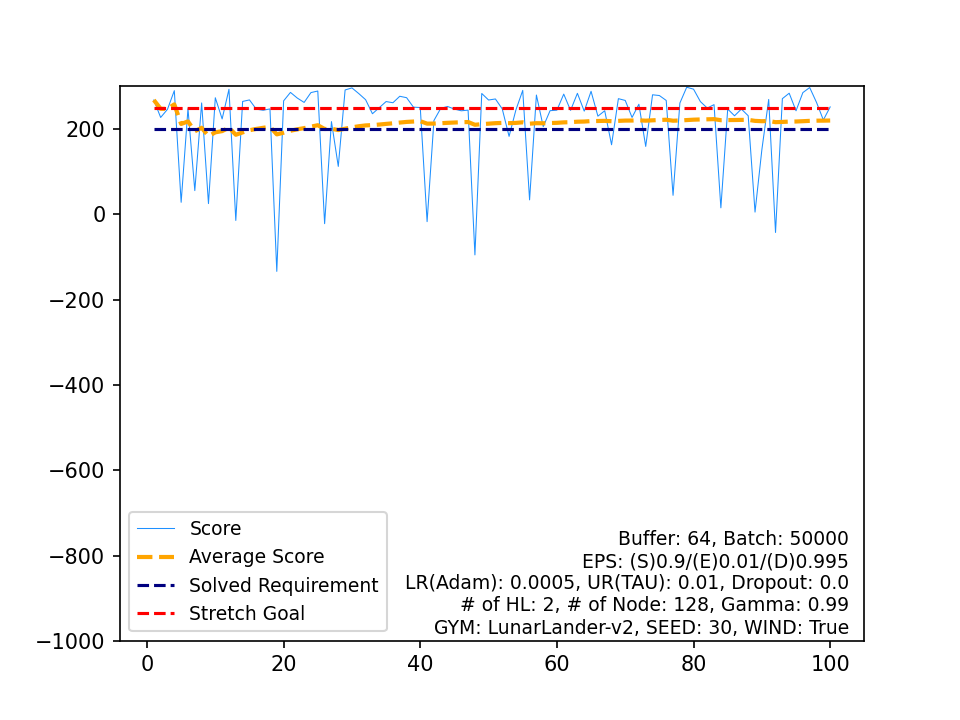 200
0
−200
−400
−600
−800
−1000
0
20
40
60
80
100
Score
Average Score
Solved Requirement
Stretch Goal
Buffer: 64, Batch: 50000
EPS: (S)0.9/(E)0.01/(D)0.995
LR(Adam): 0.0005, UR(TAU): 0.01, Dropout: 0.0
# of HL: 2, # of Node: 128, Gamma: 0.99
GYM: LunarLander-v2, SEED: 30, WIND: True